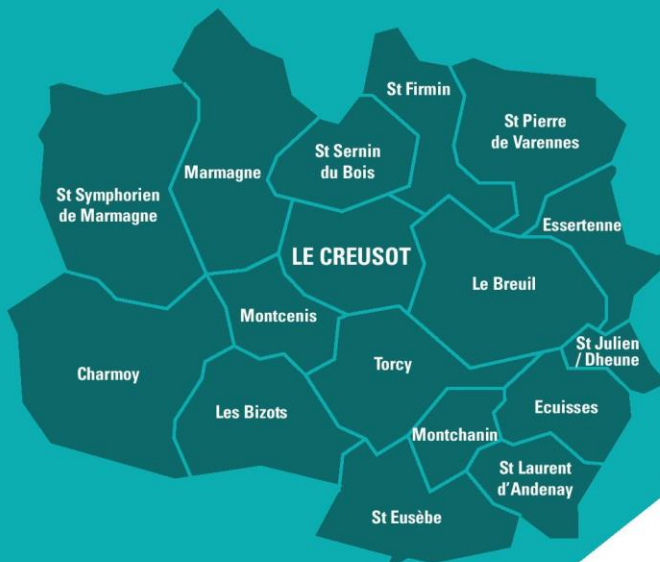 St Firmin
St Pierre
de Varennes
St Sernin
du Bois
Marmagne
St Symphorien
de Marmagne
Essertenne
LE CREUSOT
Le Breuil
Montcenis
St Julien
/ Dheune
Torcy
Charmoy
Les Bizots
Ecuisses
Montchanin
St Laurent
d'Andenay
St Eusèbe